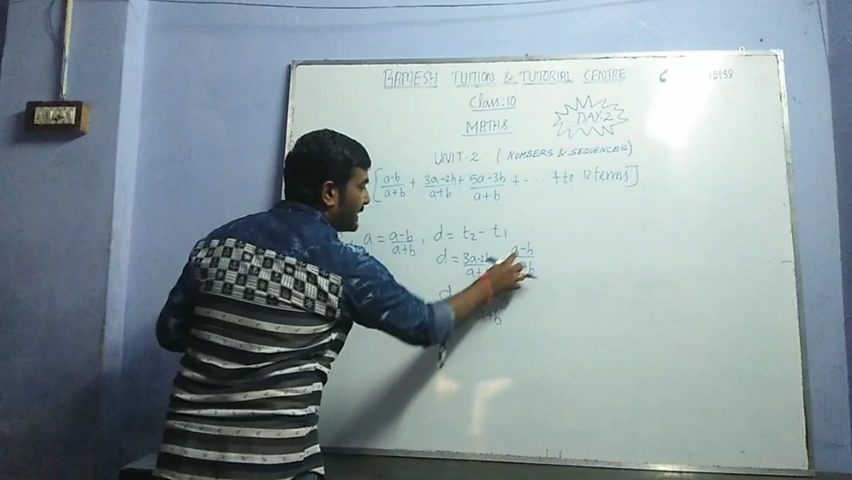 RAMESH TUITION & TUTORIAL CENTRE 6
Class:10
DAY.2
MATHS
UNIT.2 (NUMBERS & SEQUENCES)
[a-b/a+b + 3a-2b/a+b + 5a-3b/a+b + ... + to 12 terms]
a = a-b/a+b, d = t2 - t1
d = 3a-2b/a+b a-b/a+b
d
a+b